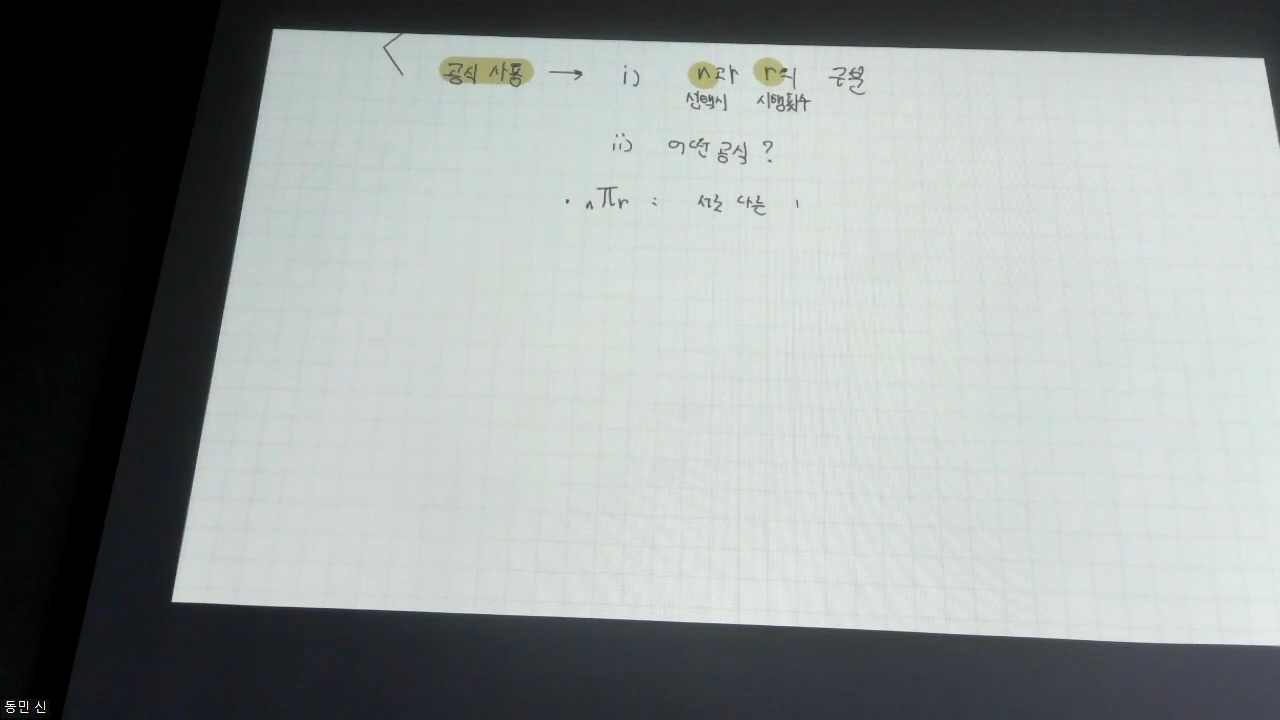 공식 사용 → i) n과 r의 구분
선택지 시행횟수
ii) 어떤 공식 ?
· nπr : 서로 다른
동민 신